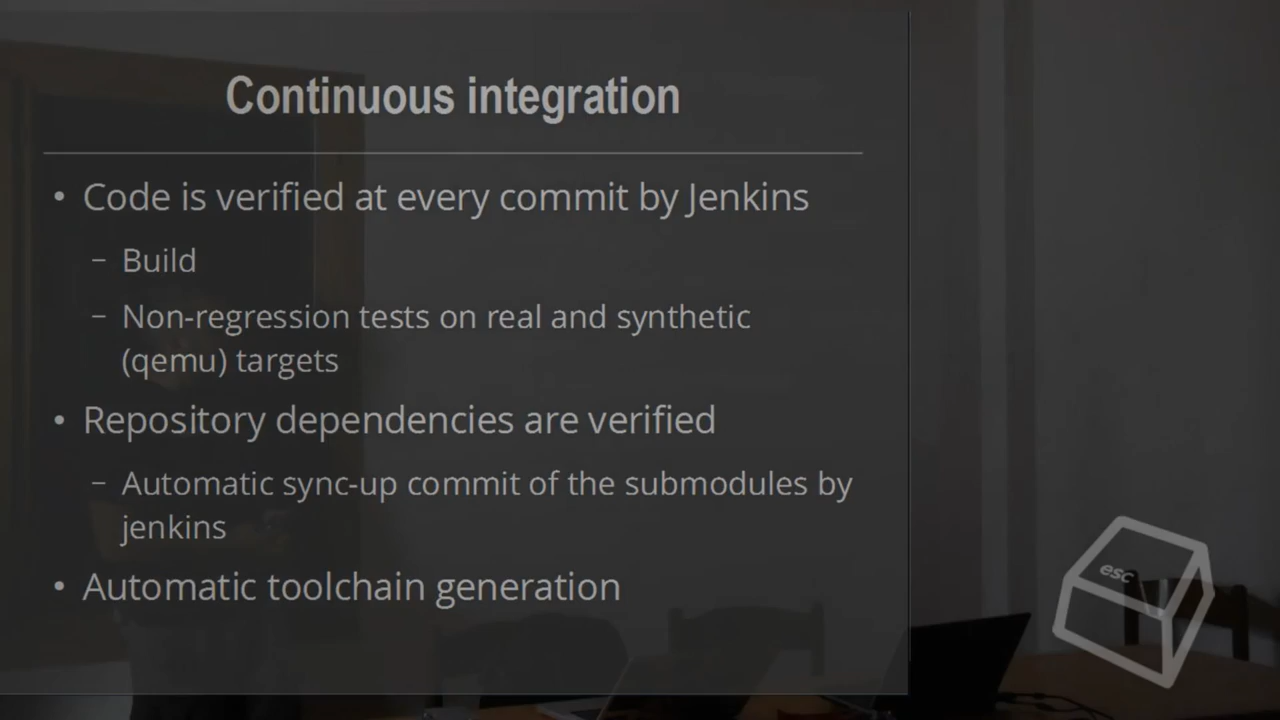 Continuous integration
• Code is verified at every commit by Jenkins
– Build
– Non-regression tests on real and synthetic
(qemu) targets
• Repository dependencies are verified
– Automatic sync-up commit of the submodules by
jenkins
• Automatic toolchain generation
esc